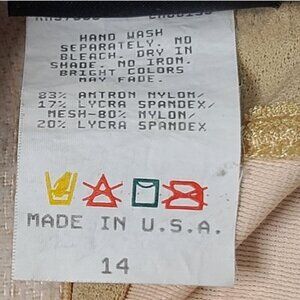 HAND WASH
SEPARATELY. NO
BLEACH. DRY IN
SHADE. NO IRON.
BRIGHT COLORS
MAY FADE.
83% ANTRON NYLON/
17% LYCRA SPANDEX/
MESH-80% NYLON/
20% LYCRA SPANDEX
MADE IN U.S.A.
14